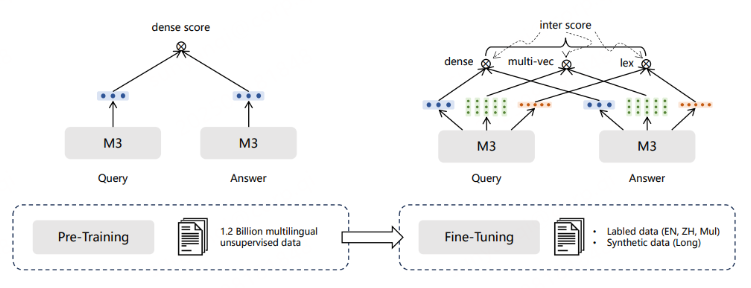 dense score
M3
M3
Query
Answer
Pre-Training
1.2 Billion multilingual
unsupervised data
inter score
dense
multi-vec
lex
M3
M3
Query
Answer
Fine-Tuning
• Labled data (EN, ZH, Mul)
• Synthetic data (Long)